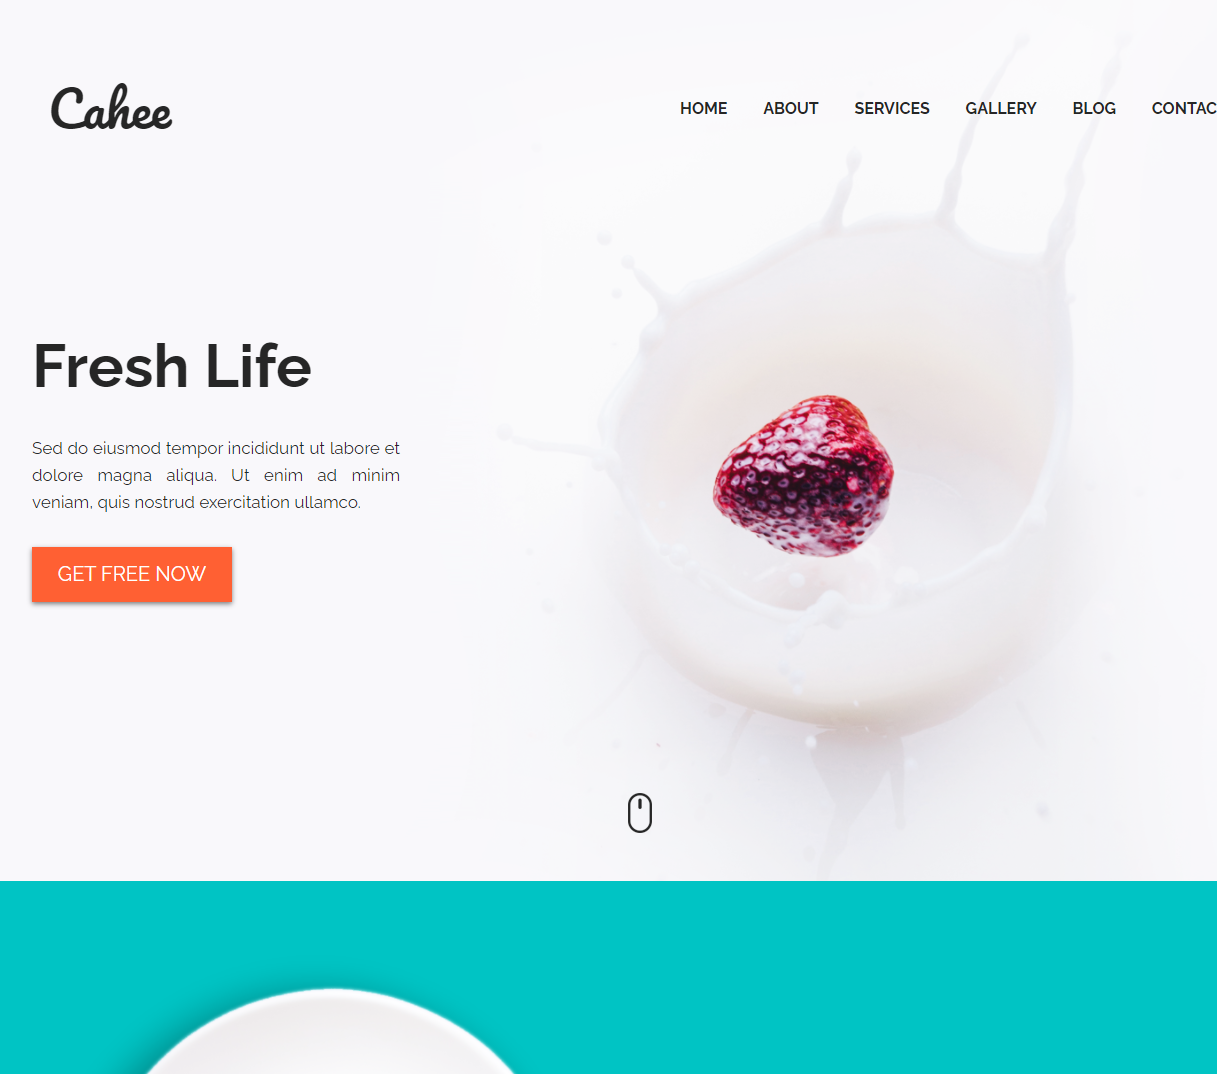 Cahee
HOME ABOUT SERVICES GALLERY BLOG CONTAC
Fresh Life
Sed do eiusmod tempor incididunt ut labore et
dolore magna aliqua. Ut enim ad minim
veniam, quis nostrud exercitation ullamco.
GET FREE NOW